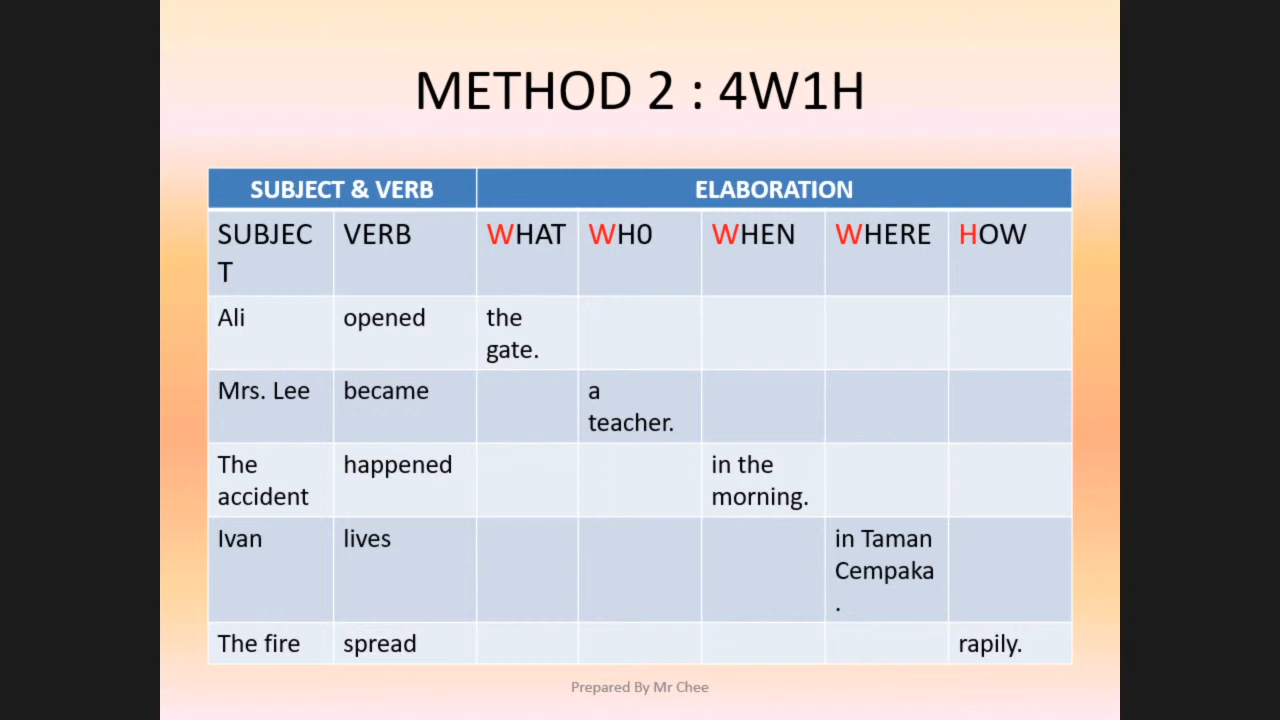 METHOD 2 : 4W1H
SUBJECT & VERB ELABORATION
SUBJEC VERB WHAT WH0 WHEN WHERE HOW
T
Ali opened the
gate.
Mrs. Lee became a
teacher.
The happened in the
accident morning.
Ivan lives in Taman
Cempaka
.
The fire spread rapily.
Prepared By Mr Chee